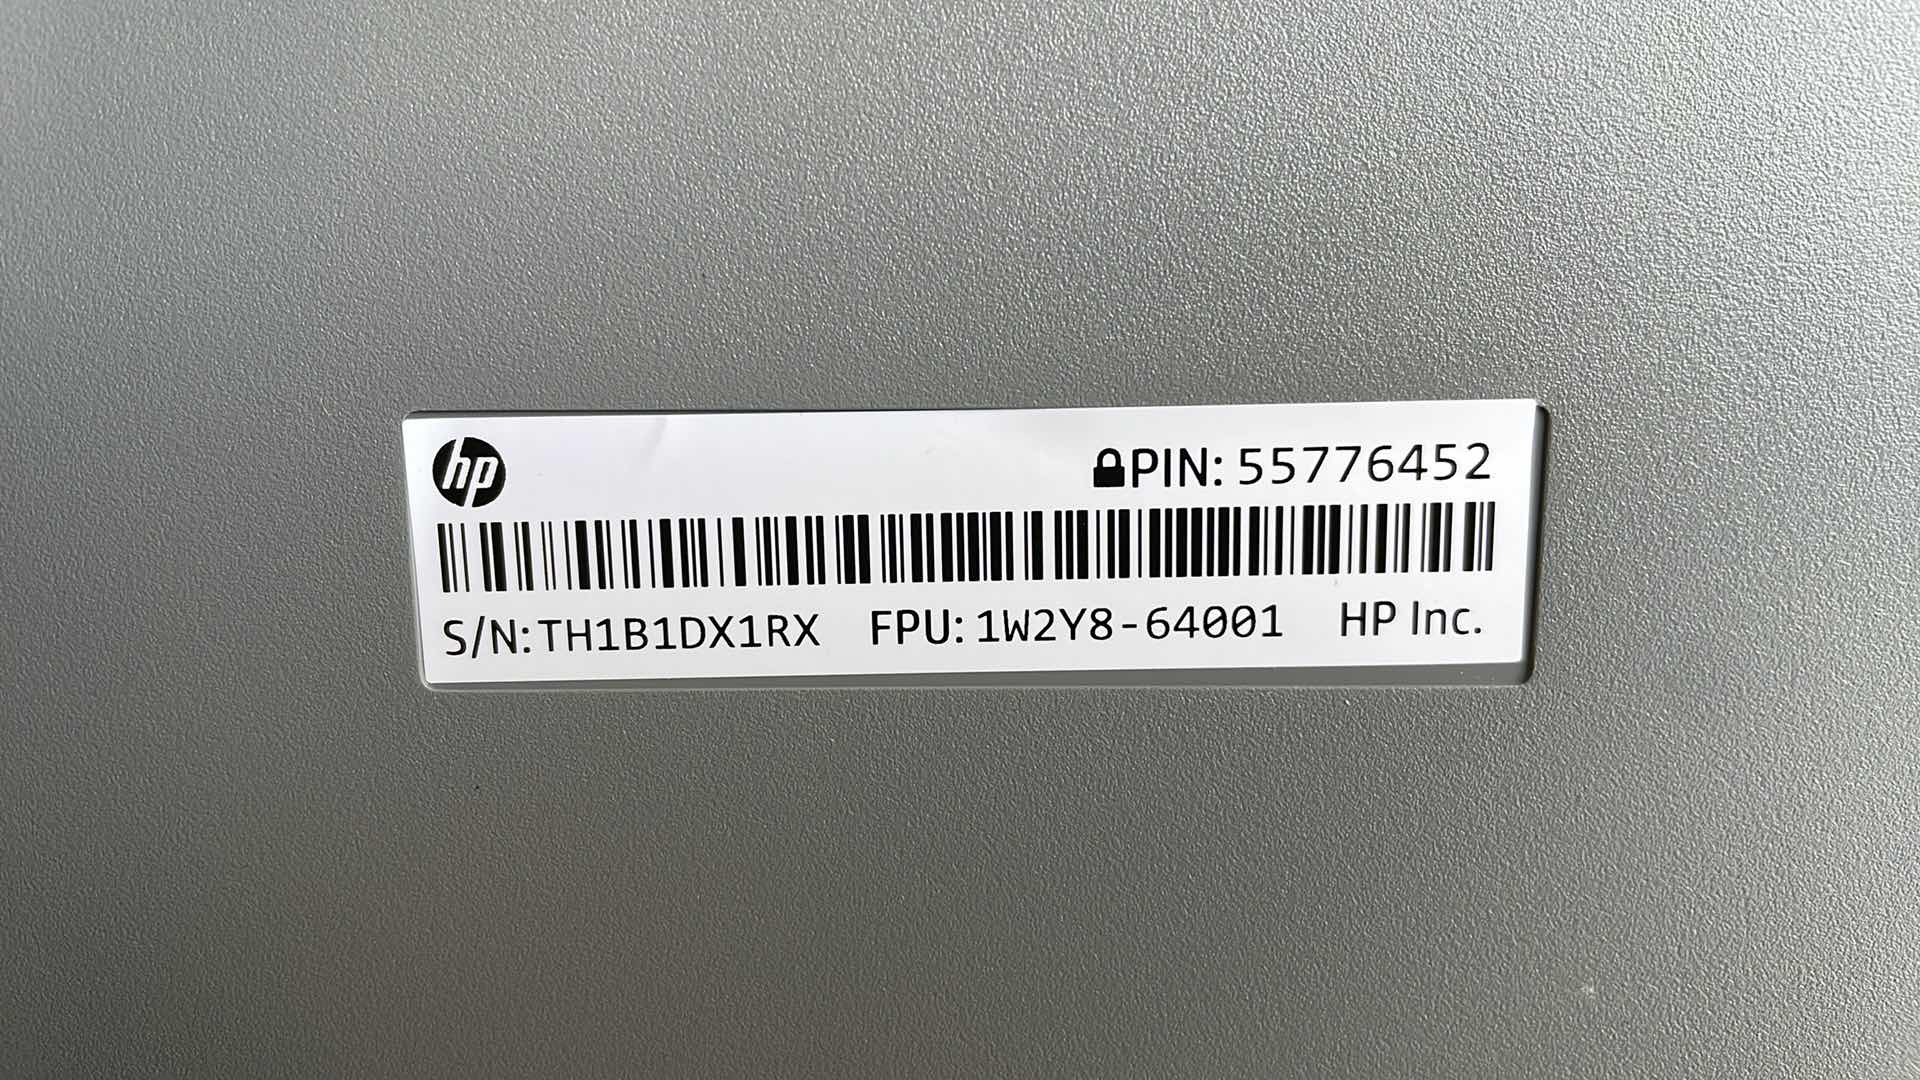 hp
PIN: 55776452
S/N: TH1B1DX1RX FPU: 1W2Y8-64001 HP Inc.